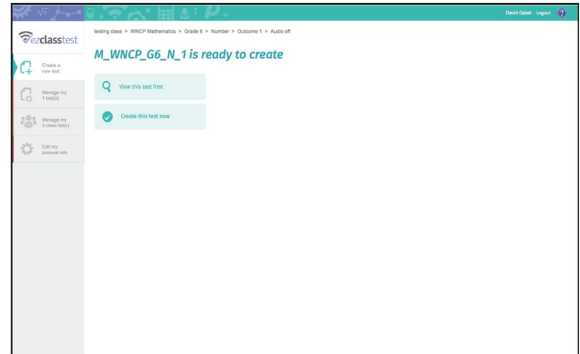 David Galati Logout ?
ezclasstest
testing class > WNCP Mathematics > Grade 6 > Number > Outcome 1 > Audio off
M_WNCP_G6_N_1 is ready to create
Create a
new test
View this test first
Manage my
1 test(s)
Create this test now
Manage my
3 class list(s)
Edit my
account info